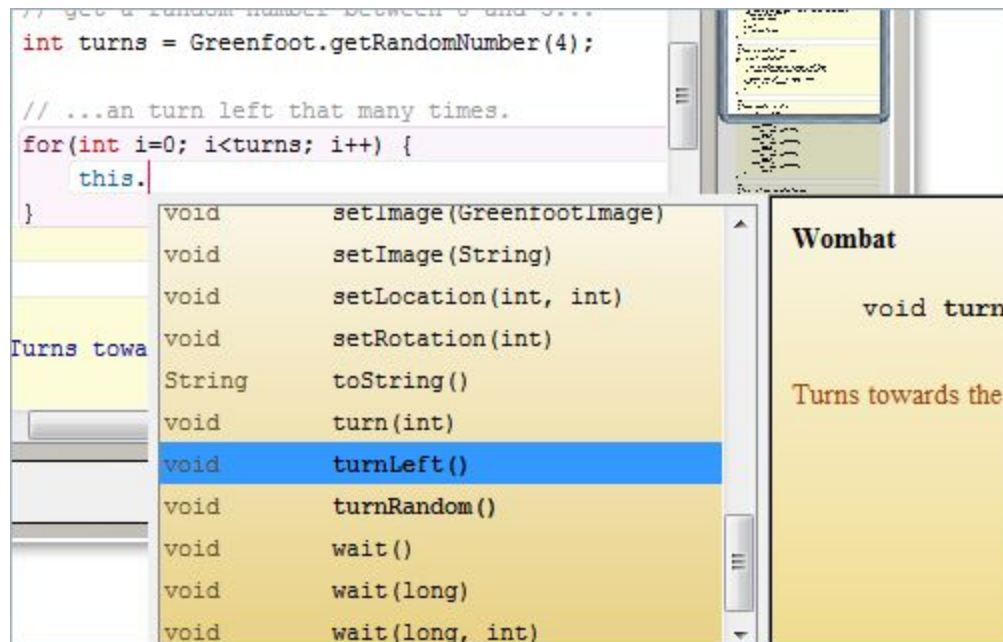 // get a random number between 0 and 3...
int turns = Greenfoot.getRandomNumber(4);
// ...an turn left that many times.
for(int i=0; i<turns; i++) {
this.
}
Turns towa
void setImage(GreenfootImage)
void setImage(String)
void setLocation(int, int)
void setRotation(int)
String toString()
void turn(int)
void turnLeft()
void turnRandom()
void wait()
void wait(long)
void wait(long, int)
Wombat
void turn
Turns towards the